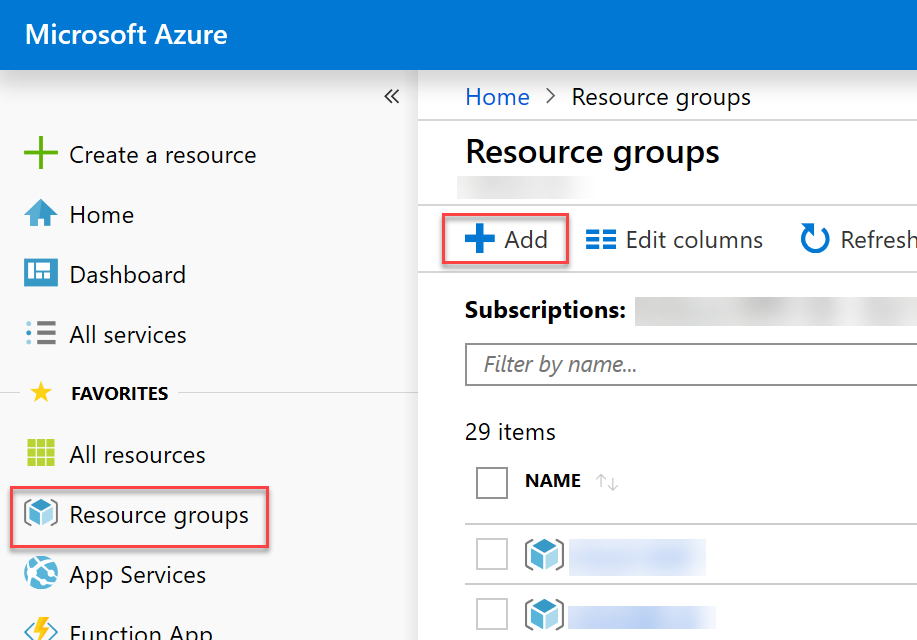 Microsoft Azure
«
Create a resource
Home
Dashboard
All services
FAVORITES
All resources
Resource groups
App Services
Function App
Home > Resource groups
Resource groups
Add Edit columns Refresh
Subscriptions:
Filter by name...
29 items
NAME